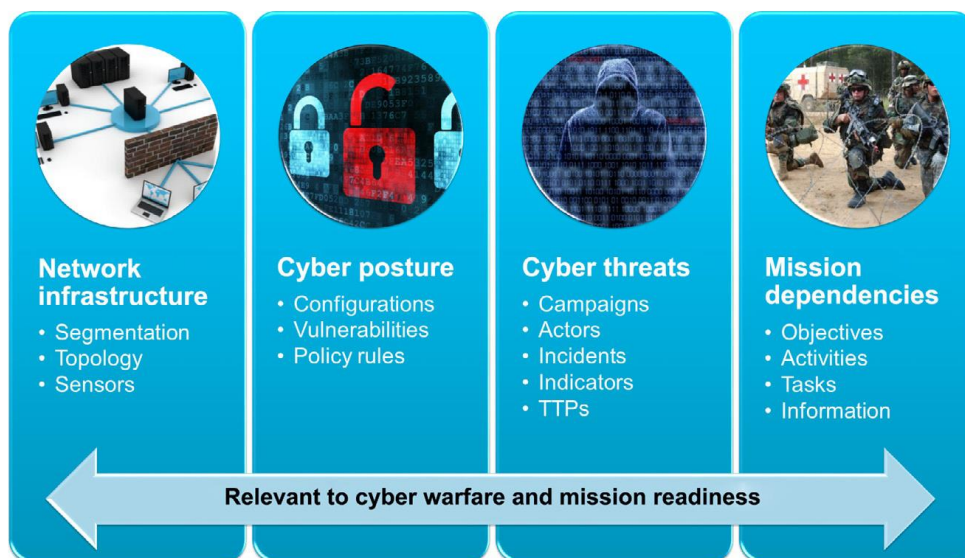 Network
infrastructure
• Segmentation
• Topology
• Sensors
Cyber posture
• Configurations
• Vulnerabilities
• Policy rules
Cyber threats
• Campaigns
• Actors
• Incidents
• Indicators
• TTPs
Mission
dependencies
• Objectives
• Activities
• Tasks
• Information
Relevant to cyber warfare and mission readiness